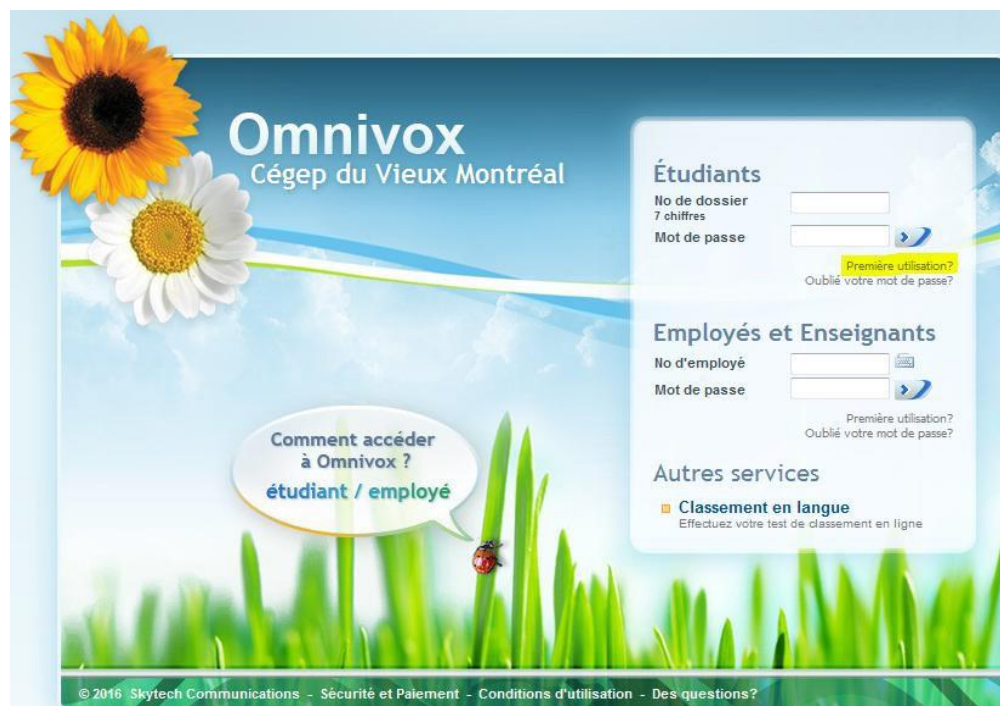 Omnivox
Cégep du Vieux Montréal
Étudiants
No de dossier
7 chiffres
Mot de passe
Première utilisation?
Oublié votre mot de passe?
Employés et Enseignants
No d'employé
Mot de passe
Première utilisation?
Oublié votre mot de passe?
Autres services
Classement en langue
Effectuez votre test de classement en ligne
Comment accéder
à Omnivox ?
étudiant / employé
© 2016 Skytech Communications - Sécurité et Paiement - Conditions d'utilisation - Des questions?